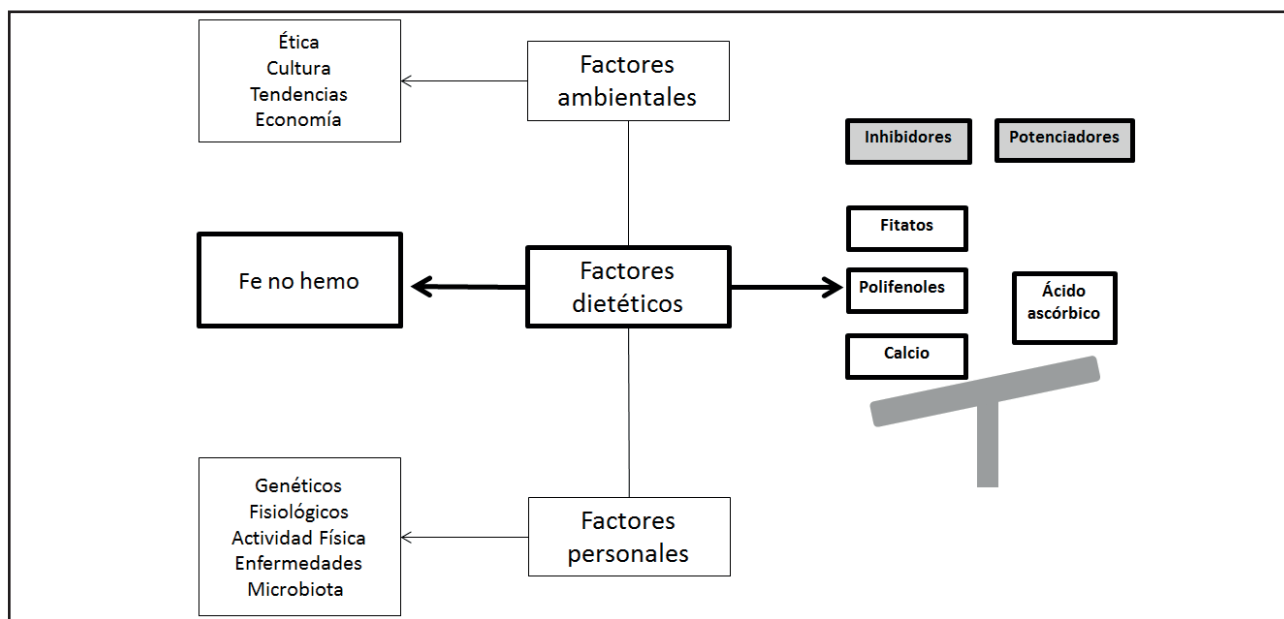 Ética
Cultura
Tendencias
Economía
Factores
ambientales
Inhibidores
Potenciadores
Fe no hemo
Factores
dietéticos
Fitatos
Polifenoles
Calcio
Ácido
ascórbico
Genéticos
Fisiológicos
Actividad Física
Enfermedades
Microbiota
Factores
personales